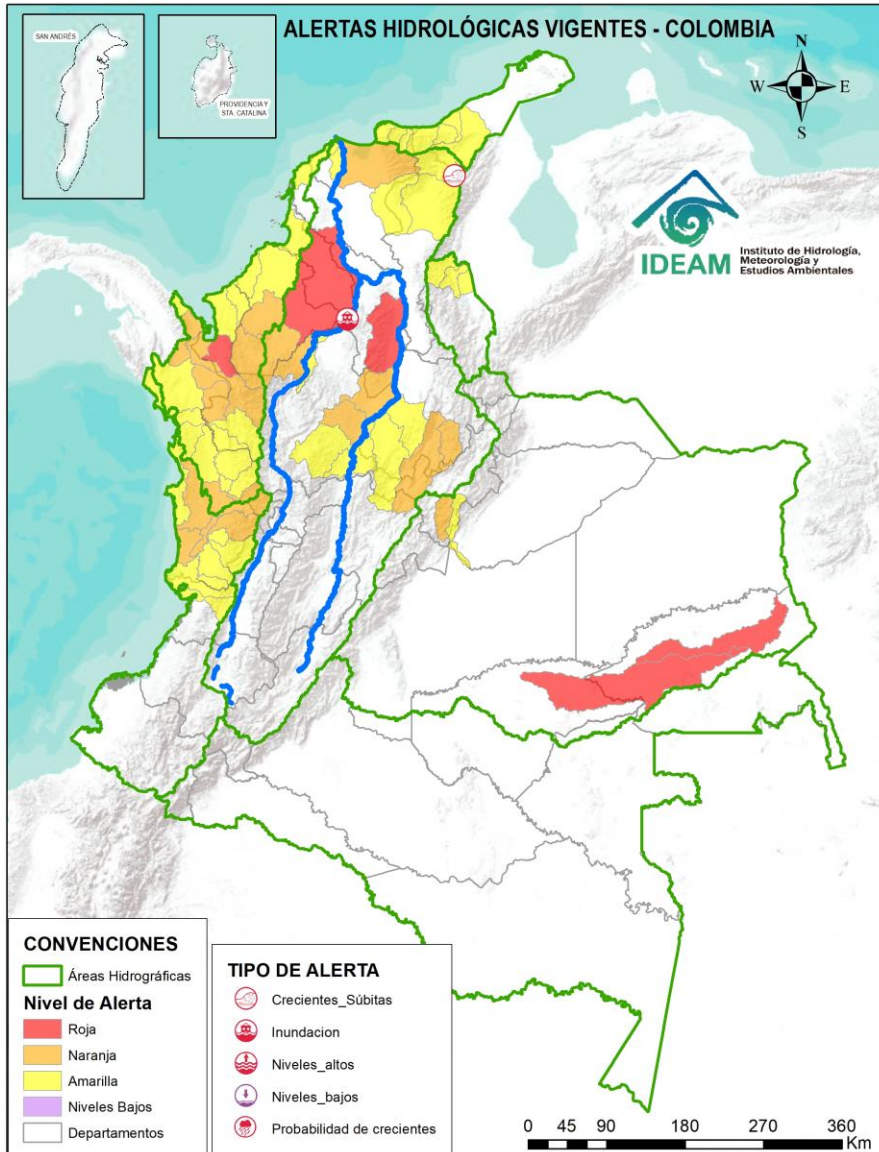 ALERTAS HIDROLÓGICAS VIGENTES - COLOMBIA
SAN ANDRÉS
PROVIDENCIA Y
STA. CATALINA
N
W
E
S
IDEAM
Instituto de Hidrología,
Meteorología y
Estudios Ambientales
CONVENCIONES
Áreas Hidrográficas
Nivel de Alerta
Roja
Naranja
Amarilla
Niveles Bajos
Departamentos
TIPO DE ALERTA
Crecientes_Súbitas
Inundacion
Niveles_altos
Niveles_bajos
Probabilidad de crecientes
0 45 90 180 270 360
Km